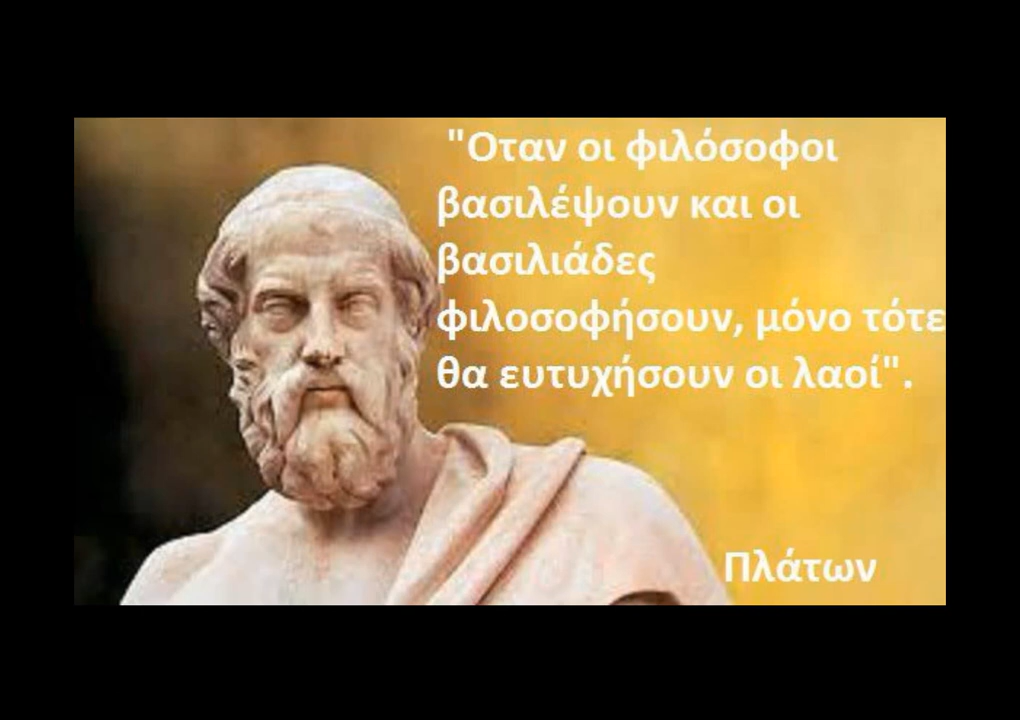 "Οταν οι φιλόσοφοι
βασιλέψουν και οι
βασιλιάδες
φιλοσοφήσουν, μόνο τότε
θα ευτυχήσουν οι λαοί".
Πλάτων